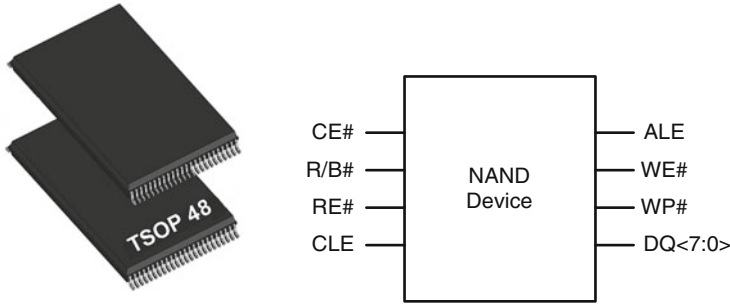 TSOP 48
CE#
R/B#
RE#
CLE
NAND
Device
ALE
WE#
WP#
DQ<7:0>